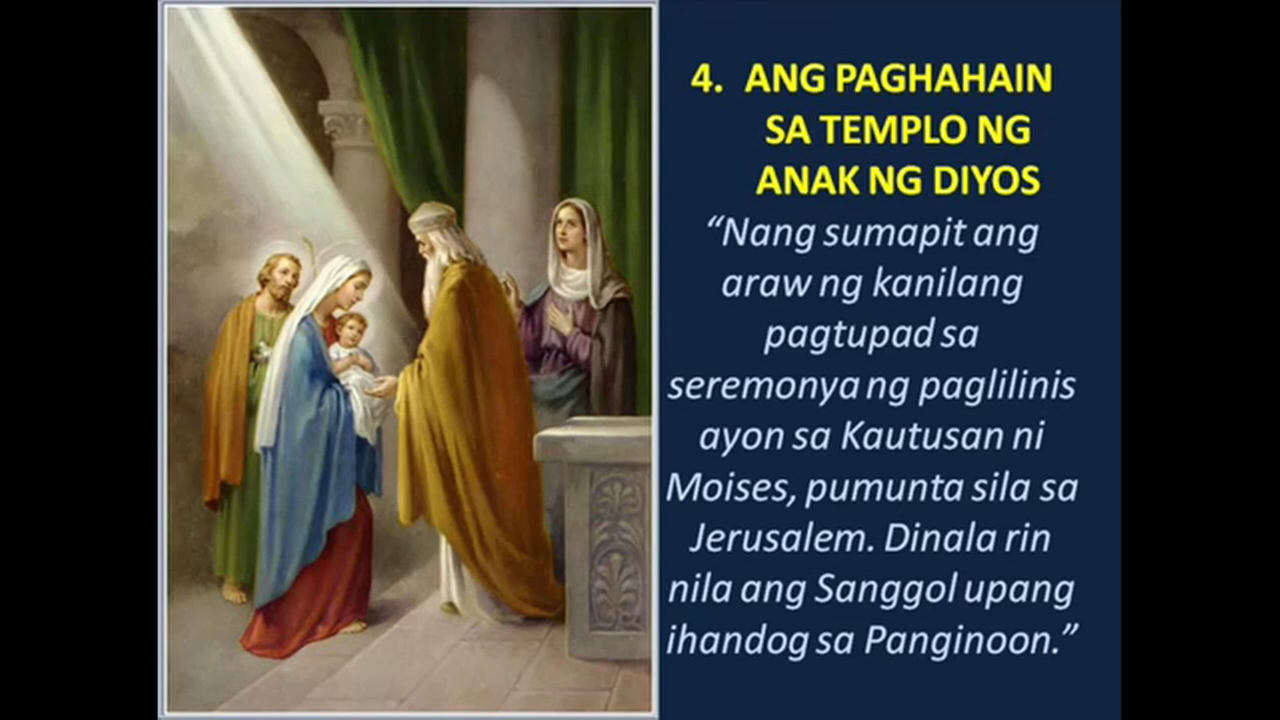 4. ANG PAGHAHAIN
SA TEMPLO NG
ANAK NG DIYOS
“Nang sumapit ang
araw ng kanilang
pagtupad sa
seremonya ng paglilinis
ayon sa Kautusan ni
Moises, pumunta sila sa
Jerusalem. Dinala rin
nila ang Sanggol upang
ihandog sa Panginoon.”